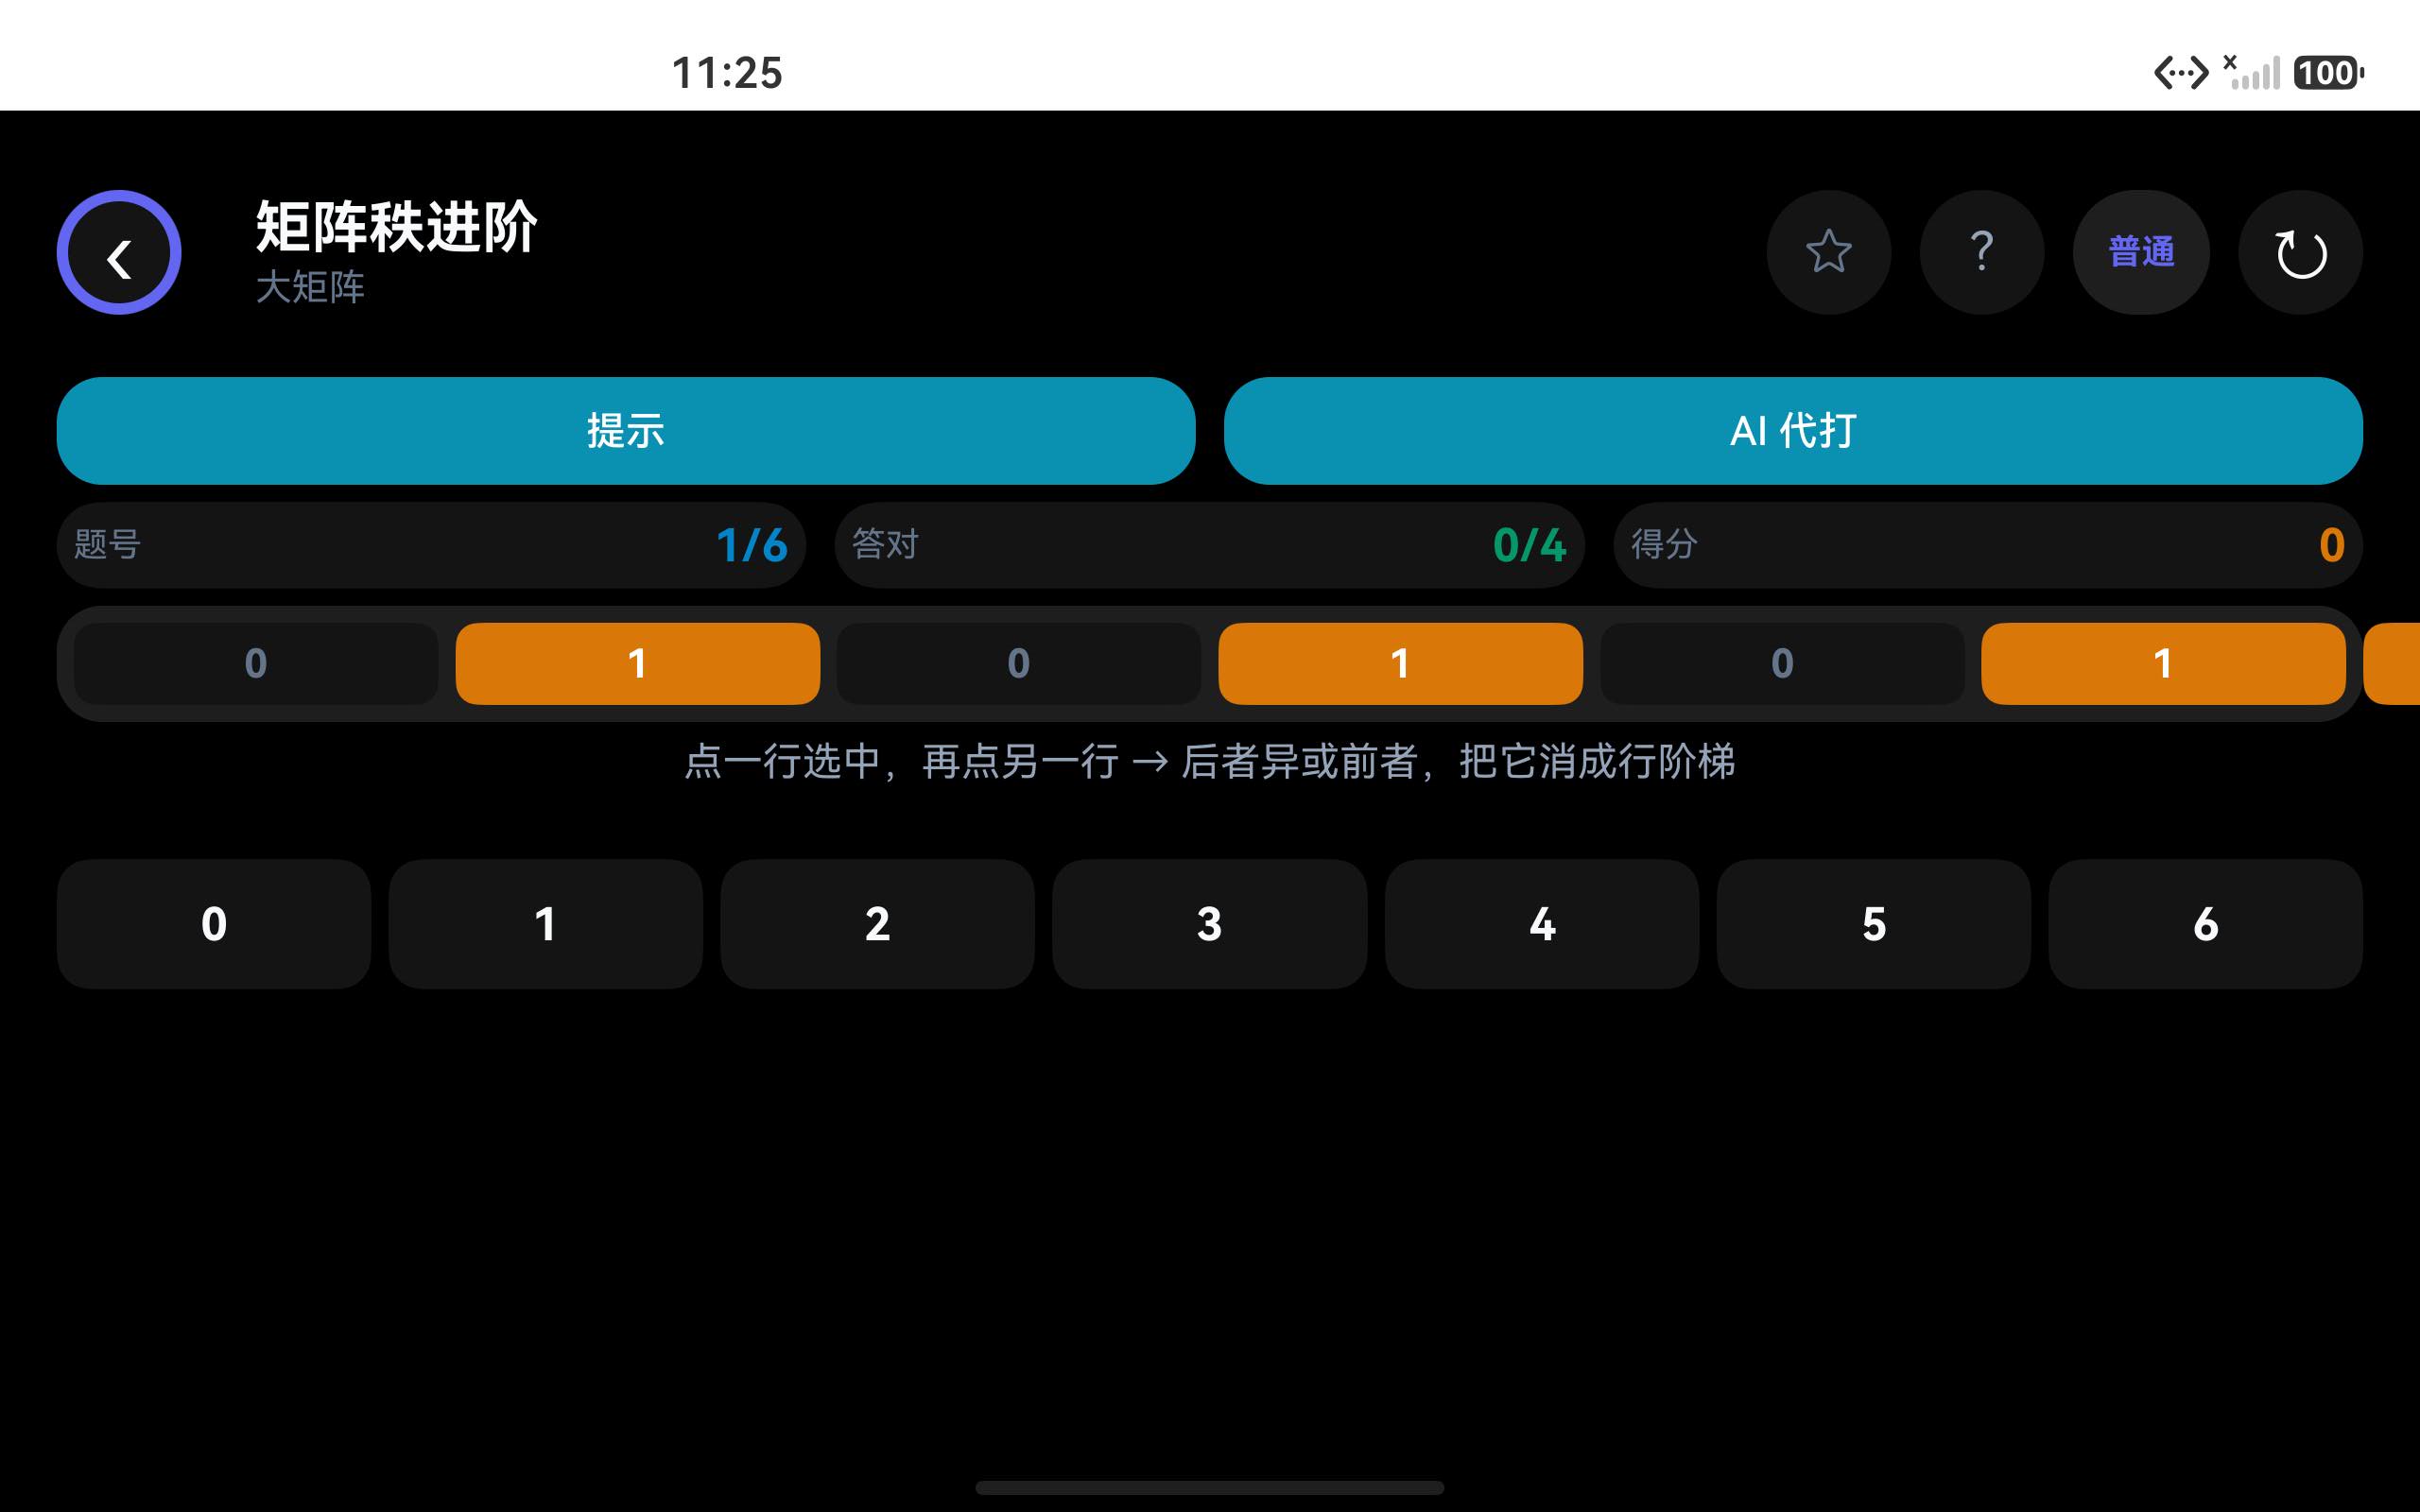 11:25
100
矩阵秩进阶
大矩阵
?
普通
提示
AI 代打
题号 1/6 答对 0/4 得分 0
0 1 0 1 0 1
点一行选中，再点另一行 → 后者异或前者，把它消成行阶梯
0 1 2 3 4 5 6